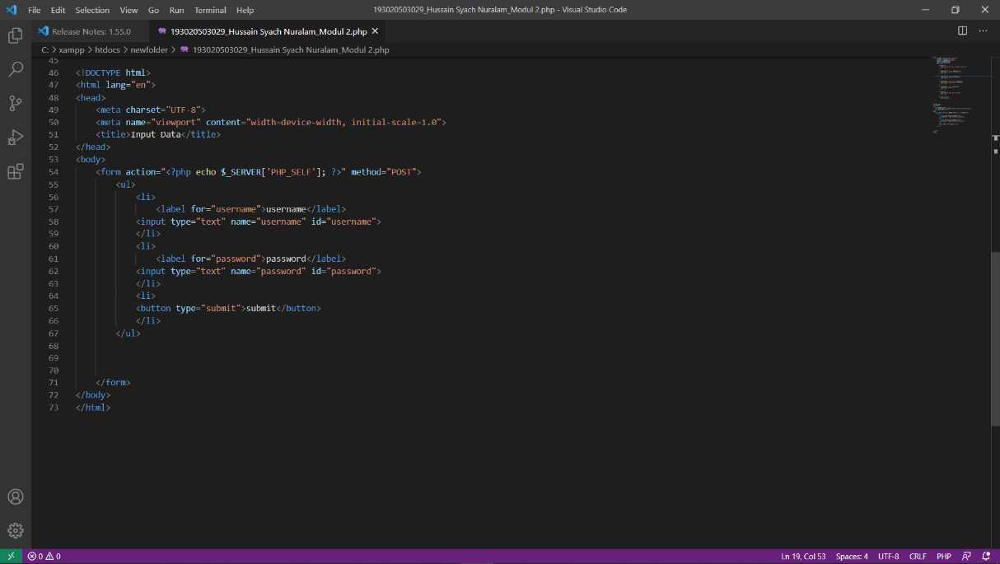 File Edit Selection View Go Run Terminal Help 193020503029_Hussain Syach Nuralam_Modul 2.php - Visual Studio Code
Release Notes: 1.55.0 193020503029_Hussain Syach Nuralam_Modul 2.php
C: > xampp > htdocs > newfolder > 193020503029_Hussain Syach Nuralam_Modul 2.php
45
46 <!DOCTYPE html>
47 <html lang="en">
48 <head>
49 <meta charset="UTF-8">
50 <meta name="viewport" content="width=device-width, initial-scale=1.0">
51 <title>Input Data</title>
52 </head>
53 <body>
54 <form action="<?php echo $_SERVER['PHP_SELF']; ?>" method="POST">
55 <ul>
56 <li>
57 <label for="username">username</label>
58 <input type="text" name="username" id="username">
59 </li>
60 <li>
61 <label for="password">password</label>
62 <input type="text" name="password" id="password">
63 </li>
64 <li>
65 <button type="submit">submit</button>
66 </li>
67 </ul>
68
69
70
71 </form>
72 </body>
73 </html>
0 0 Ln 19, Col 53 Spaces: 4 UTF-8 CRLF PHP